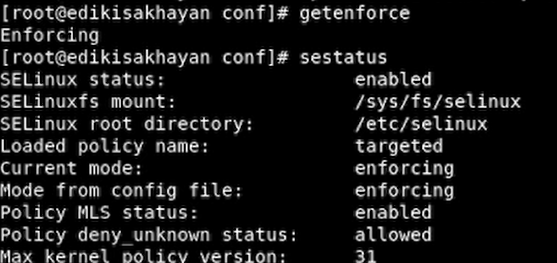 [root@edikisakhayan conf]# getenforce
Enforcing
[root@edikisakhayan conf]# sestatus
SELinux status: enabled
SELinuxfs mount: /sys/fs/selinux
SELinux root directory: /etc/selinux
Loaded policy name: targeted
Current mode: enforcing
Mode from config file: enforcing
Policy MLS status: enabled
Policy deny_unknown status: allowed
Max kernel policy version: 31